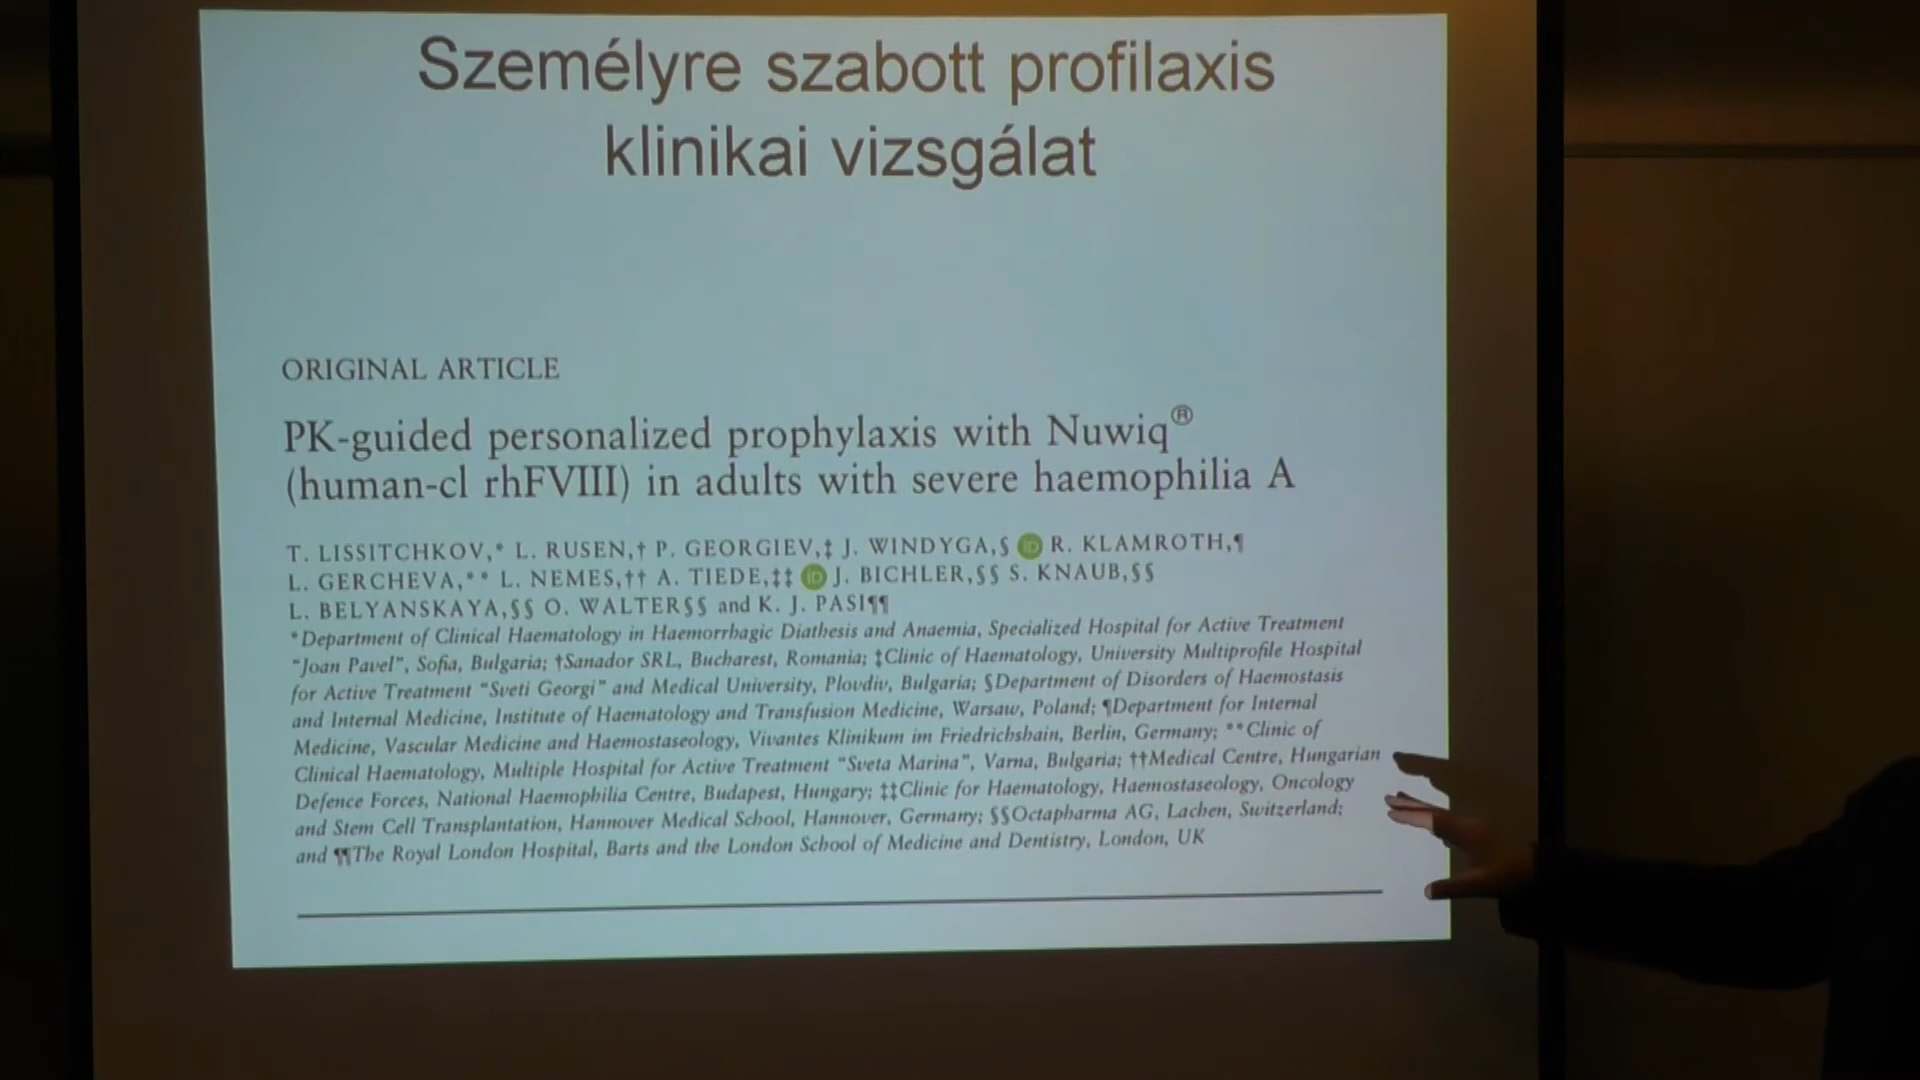 Személyre szabott profilaxis
klinikai vizsgálat
ORIGINAL ARTICLE
PK-guided personalized prophylaxis with Nuwiq®
(human-cl rhFVIII) in adults with severe haemophilia A
T. LISSITCHKOV,* L. RUSEN,† P. GEORGIEV,‡ J. WINDYGA,§ iD R. KLAMROTH,¶
L. GERCHEVA,** L. NEMES,†† A. TIEDE,‡‡ iD J. BICHLER,§§ S. KNAUB,§§
L. BELYANSKAYA,§§ O. WALTER§§ and K. J. PASI¶¶
*Department of Clinical Haematology in Haemorrhagic Diathesis and Anaemia, Specialized Hospital for Active Treatment
“Joan Pavel”, Sofia, Bulgaria; †Sanador SRL, Bucharest, Romania; ‡Clinic of Haematology, University Multiprofile Hospital
for Active Treatment “Sveti Georgi” and Medical University, Plovdiv, Bulgaria; §Department of Disorders of Haemostasis
and Internal Medicine, Institute of Haematology and Transfusion Medicine, Warsaw, Poland; ¶Department for Internal
Medicine, Vascular Medicine and Haemostaseology, Vivantes Klinikum im Friedrichshain, Berlin, Germany; **Clinic of
Clinical Haematology, Multiple Hospital for Active Treatment “Sveta Marina”, Varna, Bulgaria; ††Medical Centre, Hungarian
Defence Forces, National Haemophilia Centre, Budapest, Hungary; ‡‡Clinic for Haematology, Haemostaseology, Oncology
and Stem Cell Transplantation, Hannover Medical School, Hannover, Germany; §§Octapharma AG, Lachen, Switzerland;
and ¶¶The Royal London Hospital, Barts and the London School of Medicine and Dentistry, London, UK